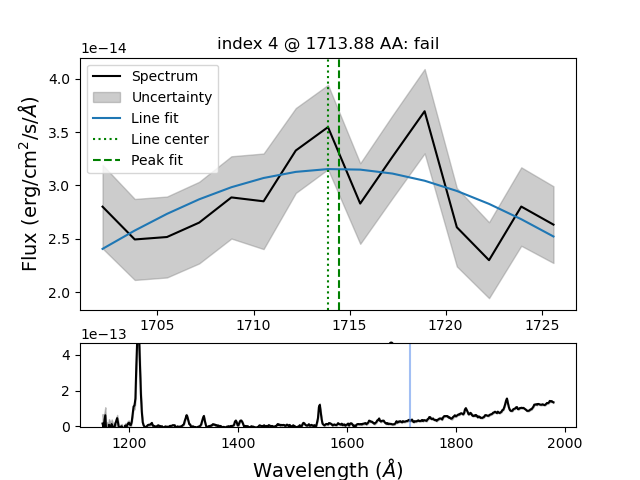 index 4 @ 1713.88 AA: fail
1e−14
4.0
3.5
3.0
2.5
2.0
Flux (erg/cm²/s/Å)
Spectrum
Uncertainty
Line fit
Line center
Peak fit
1705 1710 1715 1720 1725
1e−13
4
2
0
1200 1400 1600 1800 2000
Wavelength (Å)